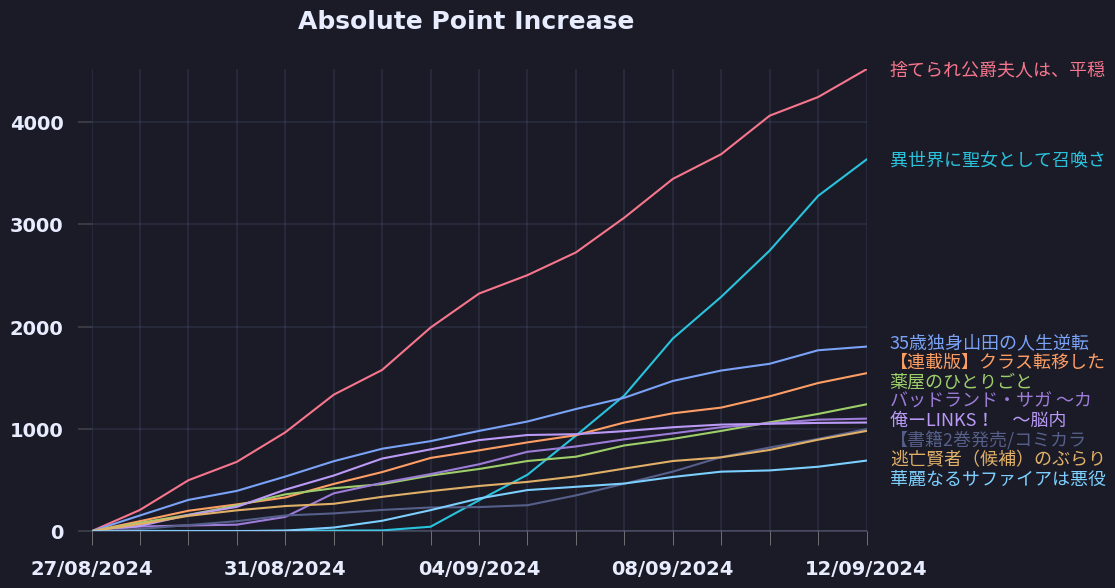 Absolute Point Increase
捨てられ公爵夫人は、平穏
異世界に聖女として召喚さ
35歳独身山田の人生逆転
【連載版】クラス転移した
薬屋のひとりごと
バッドランド・サガ ～カ
俺ーLINKS！　～脳内
【書籍2巻発売/コミカラ
逃亡賢者（候補）のぶらり
華麗なるサファイアは悪役
4000
3000
2000
1000
0
27/08/2024
31/08/2024
04/09/2024
08/09/2024
12/09/2024